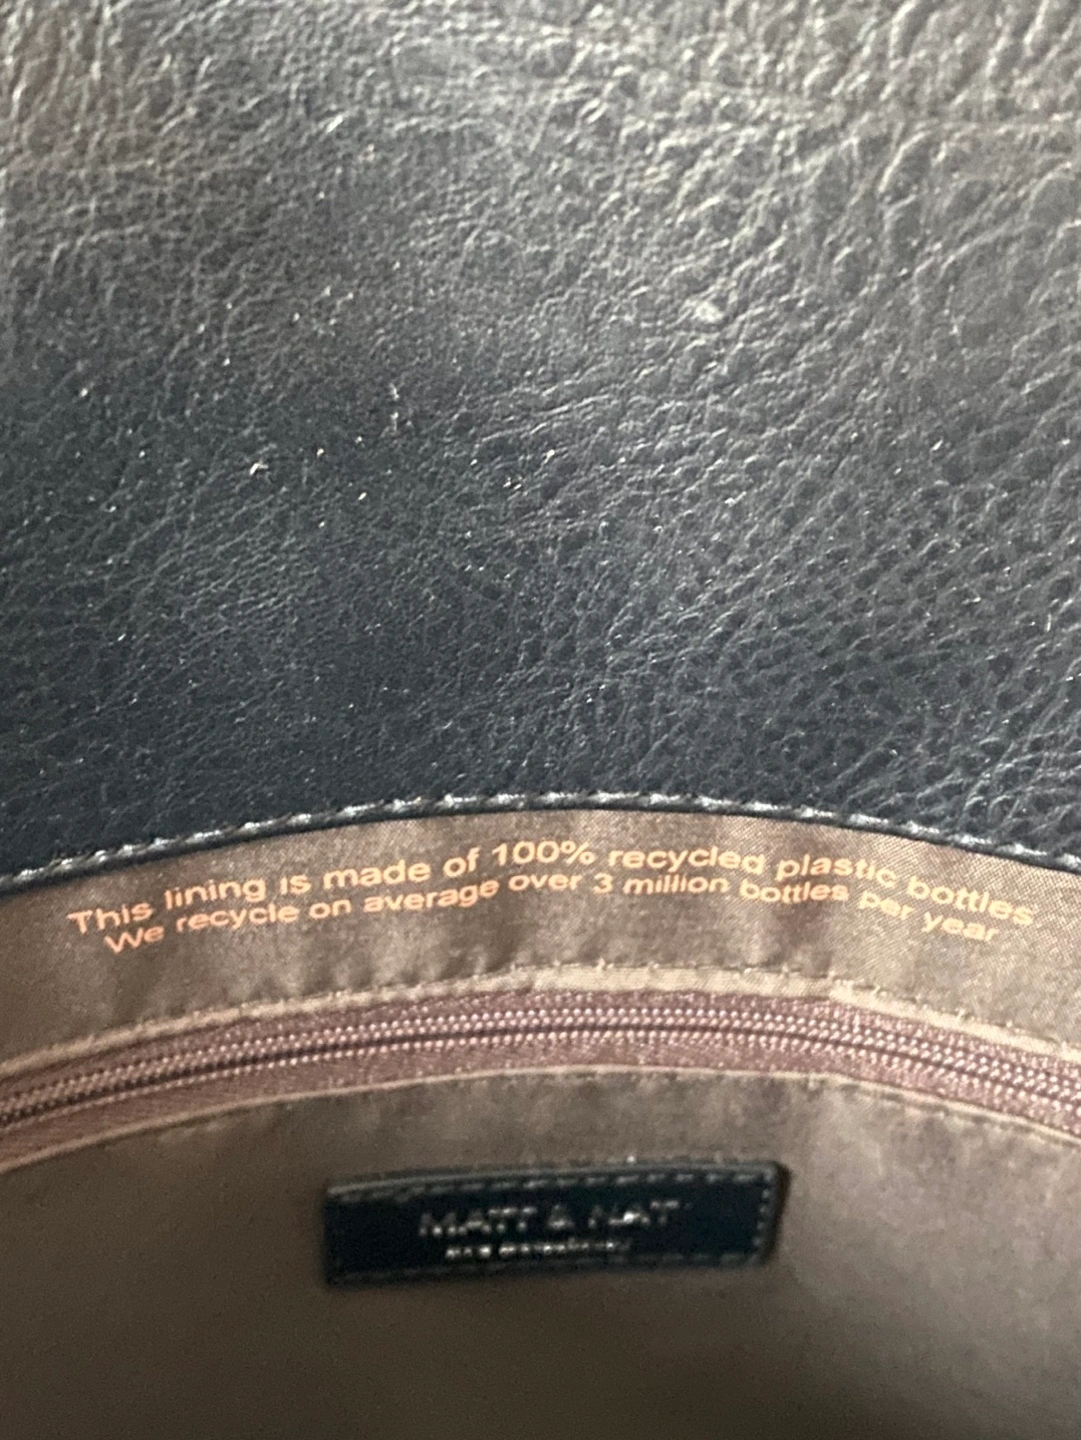 This lining is made of 100% recycled plastic bottles
We recycle on average over 3 million bottles per year
MATT & NAT